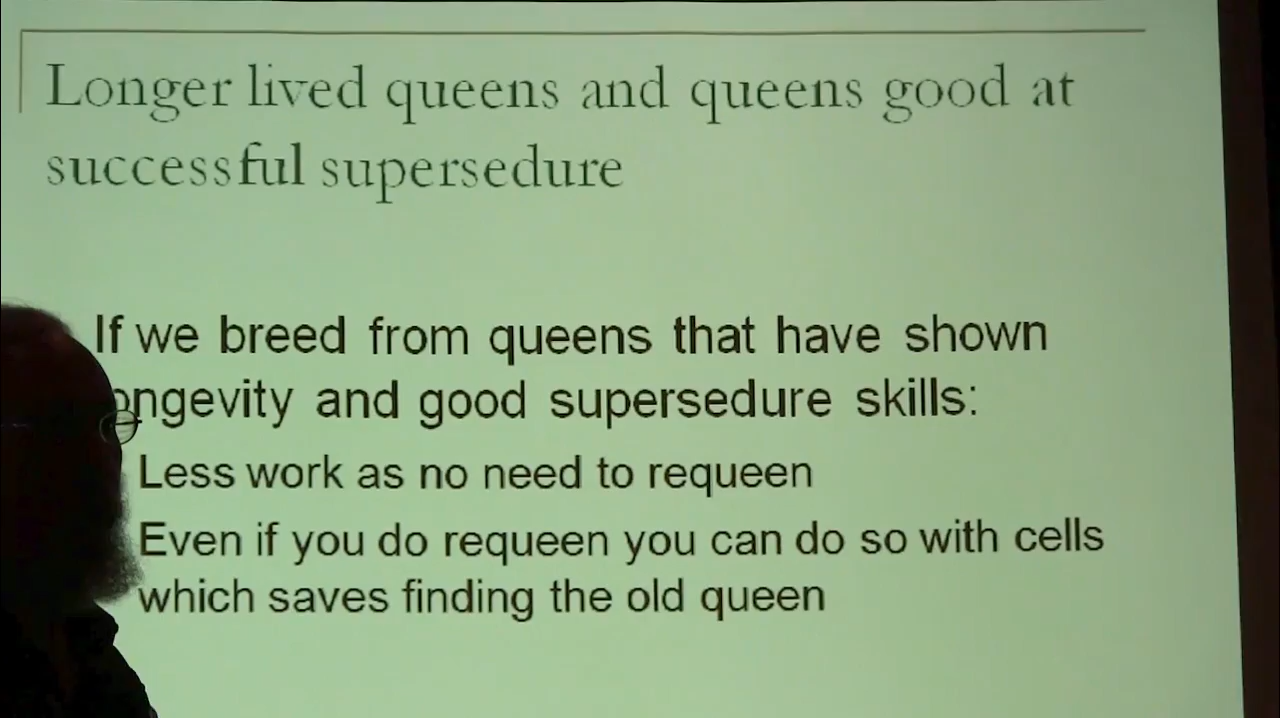 Longer lived queens and queens good at
successful supersedure
If we breed from queens that have shown
ongevity and good supersedure skills:
Less work as no need to requeen
Even if you do requeen you can do so with cells
which saves finding the old queen